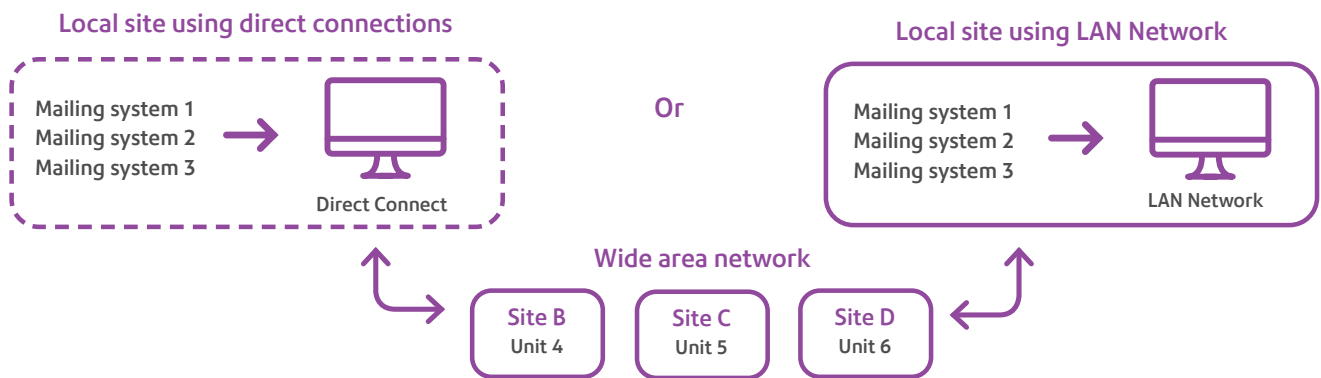 Local site using direct connections
Mailing system 1
Mailing system 2
Mailing system 3
Direct Connect
Or
Local site using LAN Network
Mailing system 1
Mailing system 2
Mailing system 3
LAN Network
Wide area network
Site B
Unit 4
Site C
Unit 5
Site D
Unit 6